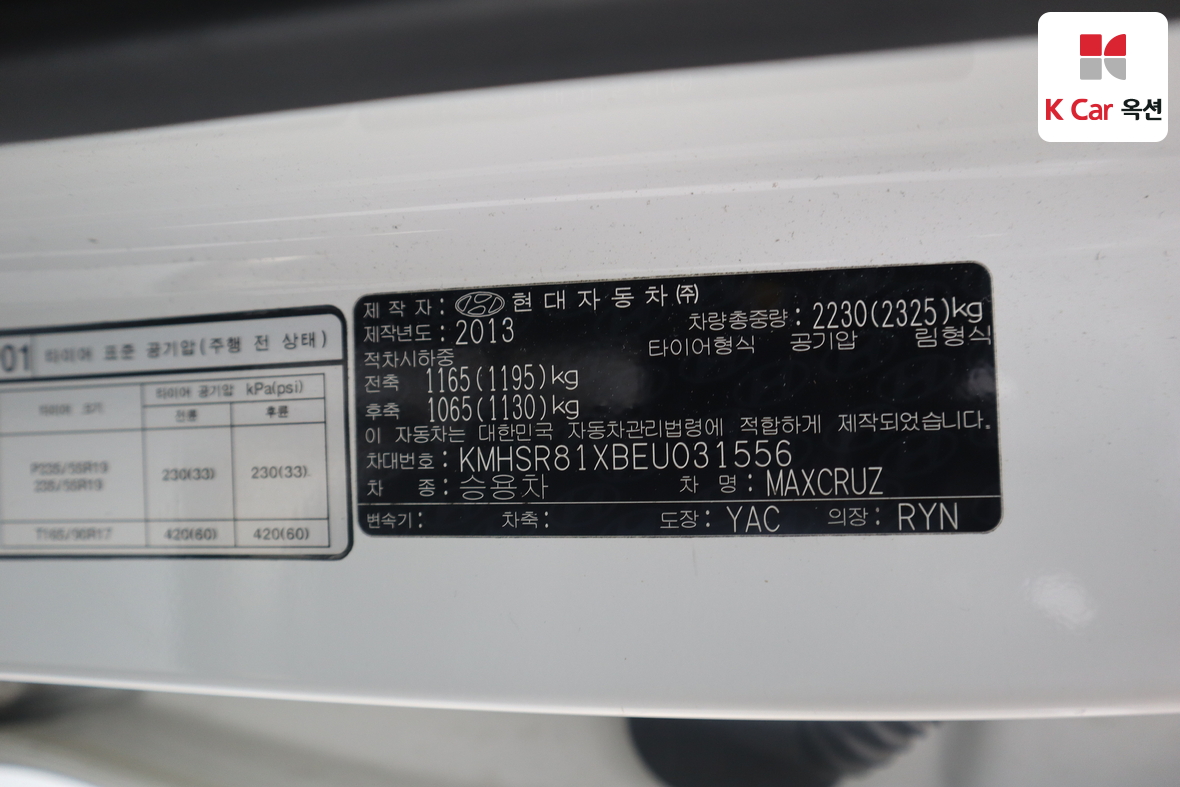 K Car 옥션
제 작 자 : 현 대 자 동 차 ㈜
제작년도 : 2013
차량총중량 : 2230(2325)kg
적차시하중
타이어형식 공기압 림형식
전축 1165(1195)kg
후축 1065(1130)kg
이 자동차는 대한민국 자동차관리법령에 적합하게 제작되었습니다.
차대번호 : KMHSR81XBEU031556
차 종 : 승용차 차 명 : MAXCRUZ
변속기 : 차축 : 도장 : YAC 의장 : RYN
01 타이어 표준 공기압(주행 전 상태)
타이어 크기 타이어 공기압 kPa(psi)
전륜 후륜
230(33) 230(33)
420(60) 420(60)